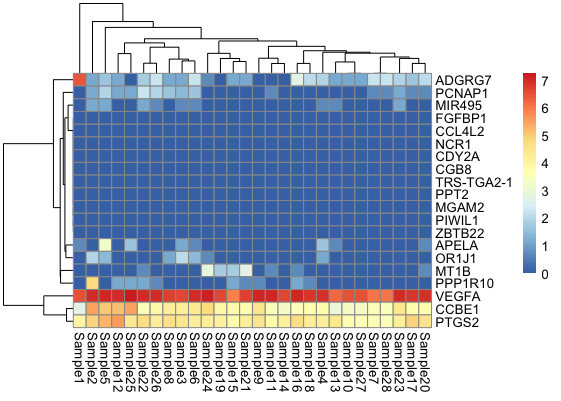 ADGRG7
PCNAP1
MIR495
FGFBP1
CCL4L2
NCR1
CDY2A
CGB8
TRS-TGA2-1
PPT2
MGAM2
PIWIL1
ZBTB22
APELA
OR1J1
MT1B
PPP1R10
VEGFA
CCBE1
PTGS2
7
6
5
4
3
2
1
0
Sample1
Sample2
Sample5
Sample12
Sample25
Sample22
Sample26
Sample8
Sample3
Sample6
Sample24
Sample19
Sample15
Sample21
Sample9
Sample11
Sample14
Sample16
Sample18
Sample4
Sample13
Sample10
Sample27
Sample7
Sample28
Sample23
Sample17
Sample20